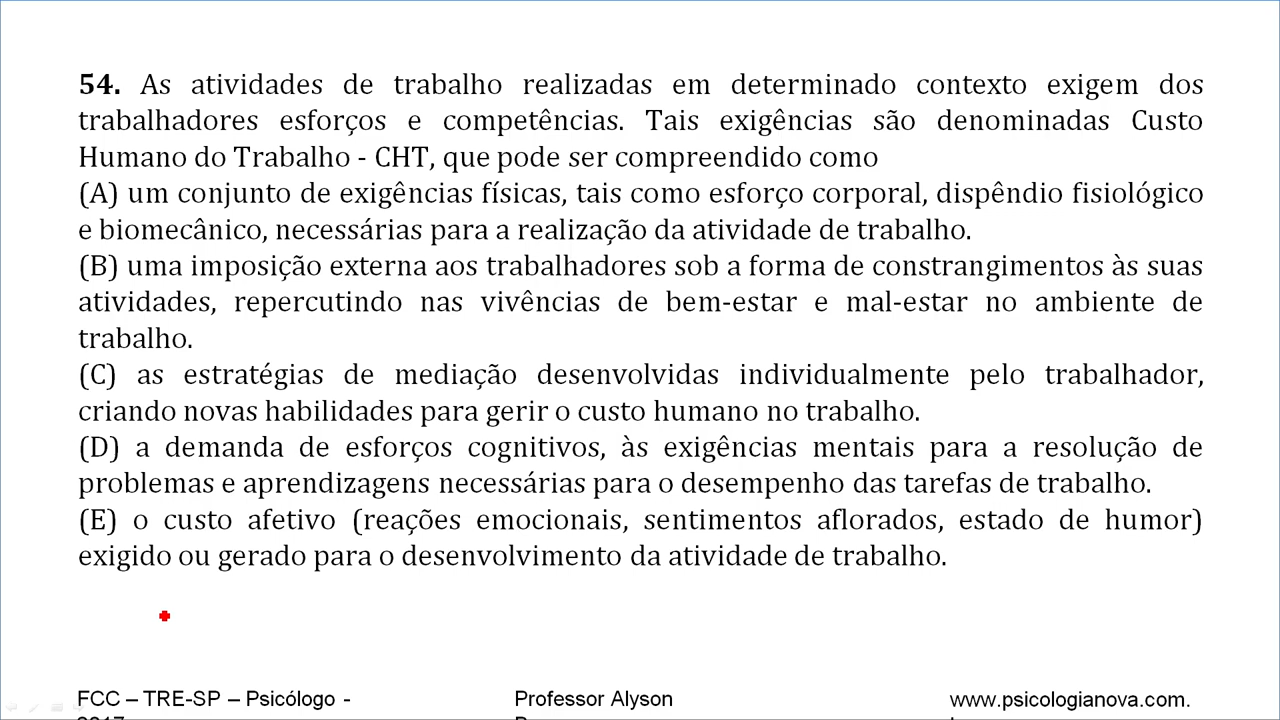 54. As atividades de trabalho realizadas em determinado contexto exigem dos
trabalhadores esforços e competências. Tais exigências são denominadas Custo
Humano do Trabalho - CHT, que pode ser compreendido como
(A) um conjunto de exigências físicas, tais como esforço corporal, dispêndio fisiológico
e biomecânico, necessárias para a realização da atividade de trabalho.
(B) uma imposição externa aos trabalhadores sob a forma de constrangimentos às suas
atividades, repercutindo nas vivências de bem-estar e mal-estar no ambiente de
trabalho.
(C) as estratégias de mediação desenvolvidas individualmente pelo trabalhador,
criando novas habilidades para gerir o custo humano no trabalho.
(D) a demanda de esforços cognitivos, às exigências mentais para a resolução de
problemas e aprendizagens necessárias para o desempenho das tarefas de trabalho.
(E) o custo afetivo (reações emocionais, sentimentos aflorados, estado de humor)
exigido ou gerado para o desenvolvimento da atividade de trabalho.
FCC – TRE-SP – Psicólogo - Professor Alyson www.psicologianova.com.
2017